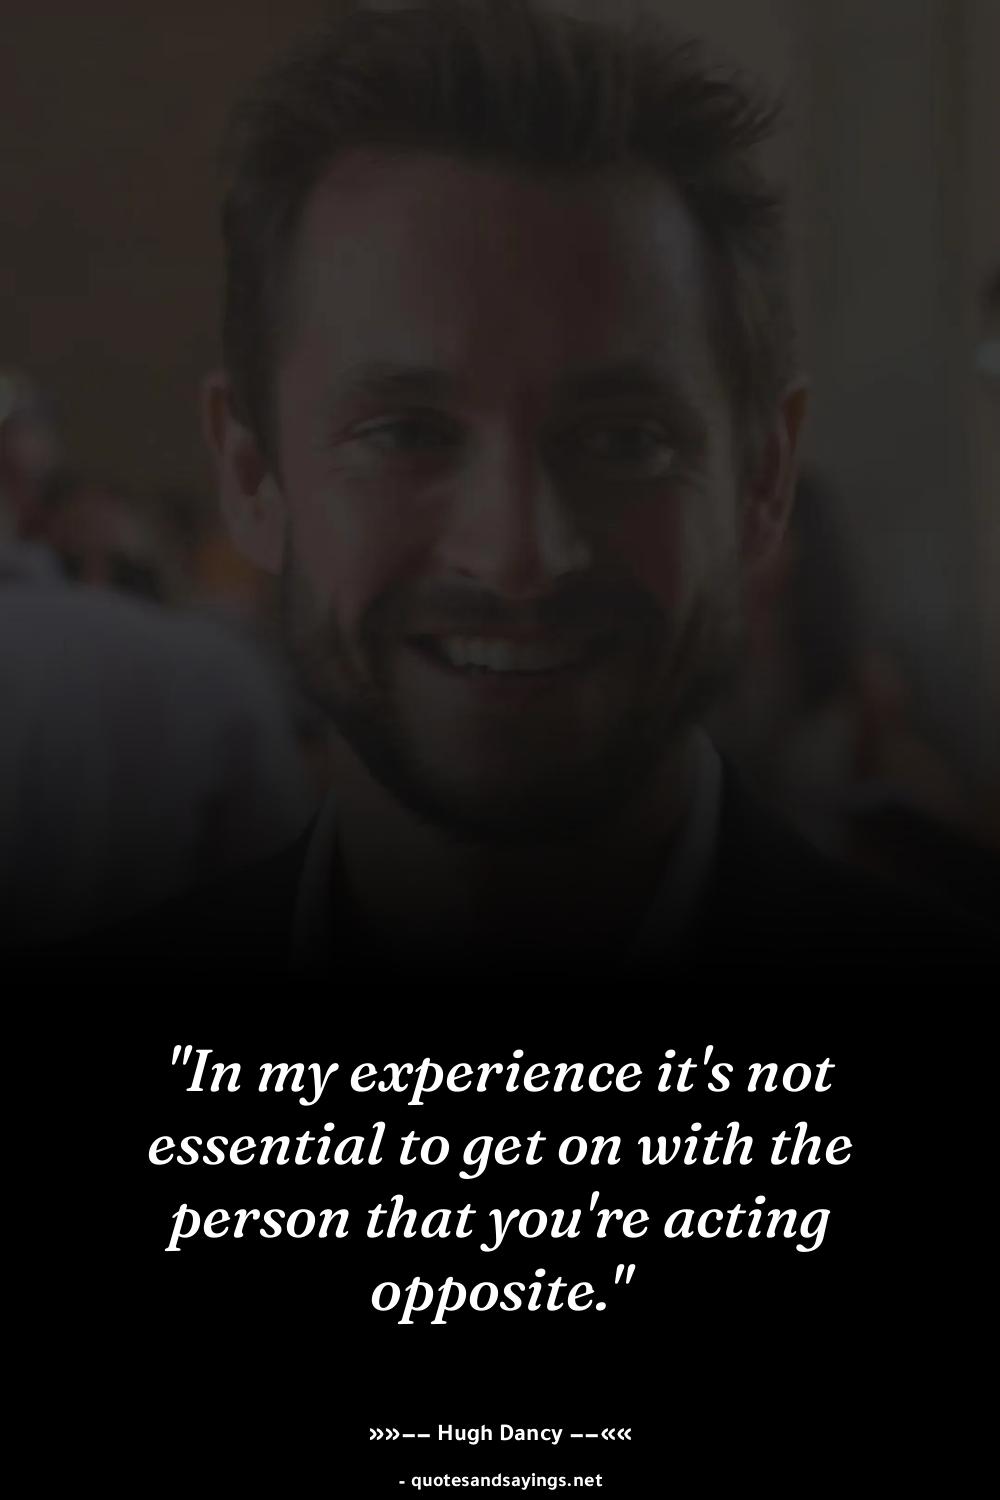 "In my experience it's not
essential to get on with the
person that you're acting
opposite."
»»–– Hugh Dancy ––««
- quotesandsayings.net